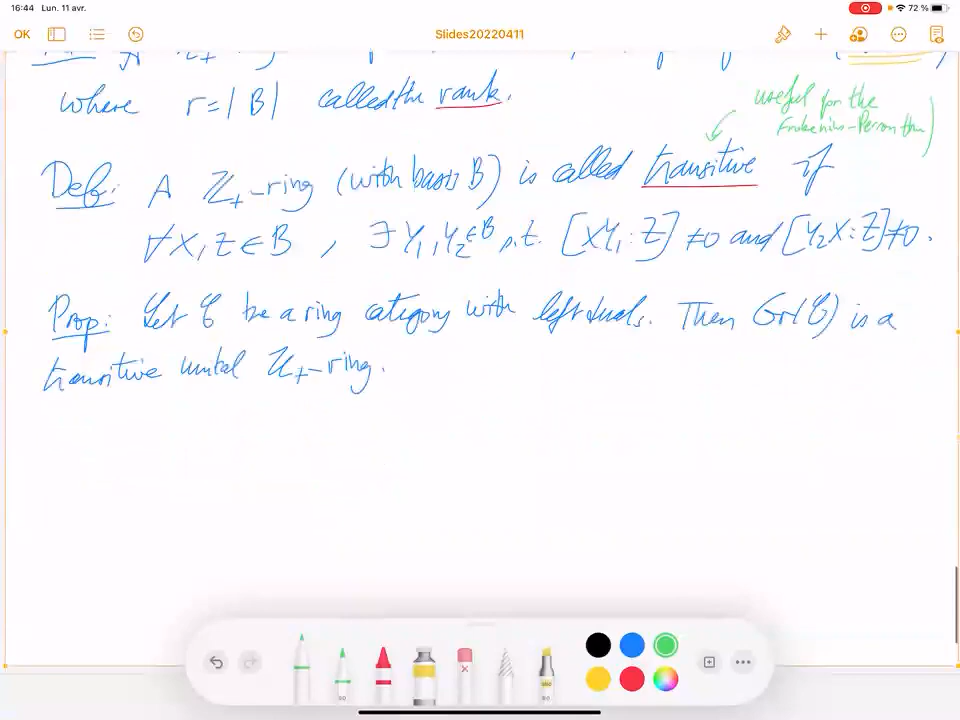 16:44 Lun. 11 avr.
72 %
OK
Slides20220411
where r=|B| called the rank.
useful for the
Frobenius-Perron thm)
Def: A ℤ₊-ring (with basis B) is called transitive if
∀X,Z∈B, ∃ Y₁,Y₂∈B s.t. [XY₁:Z]≠0 and [Y₂X:Z]≠0.
Prop: Let 𝒞 be a ring category with left duals. Then Gr(𝒞) is a
transitive unital ℤ₊-ring.